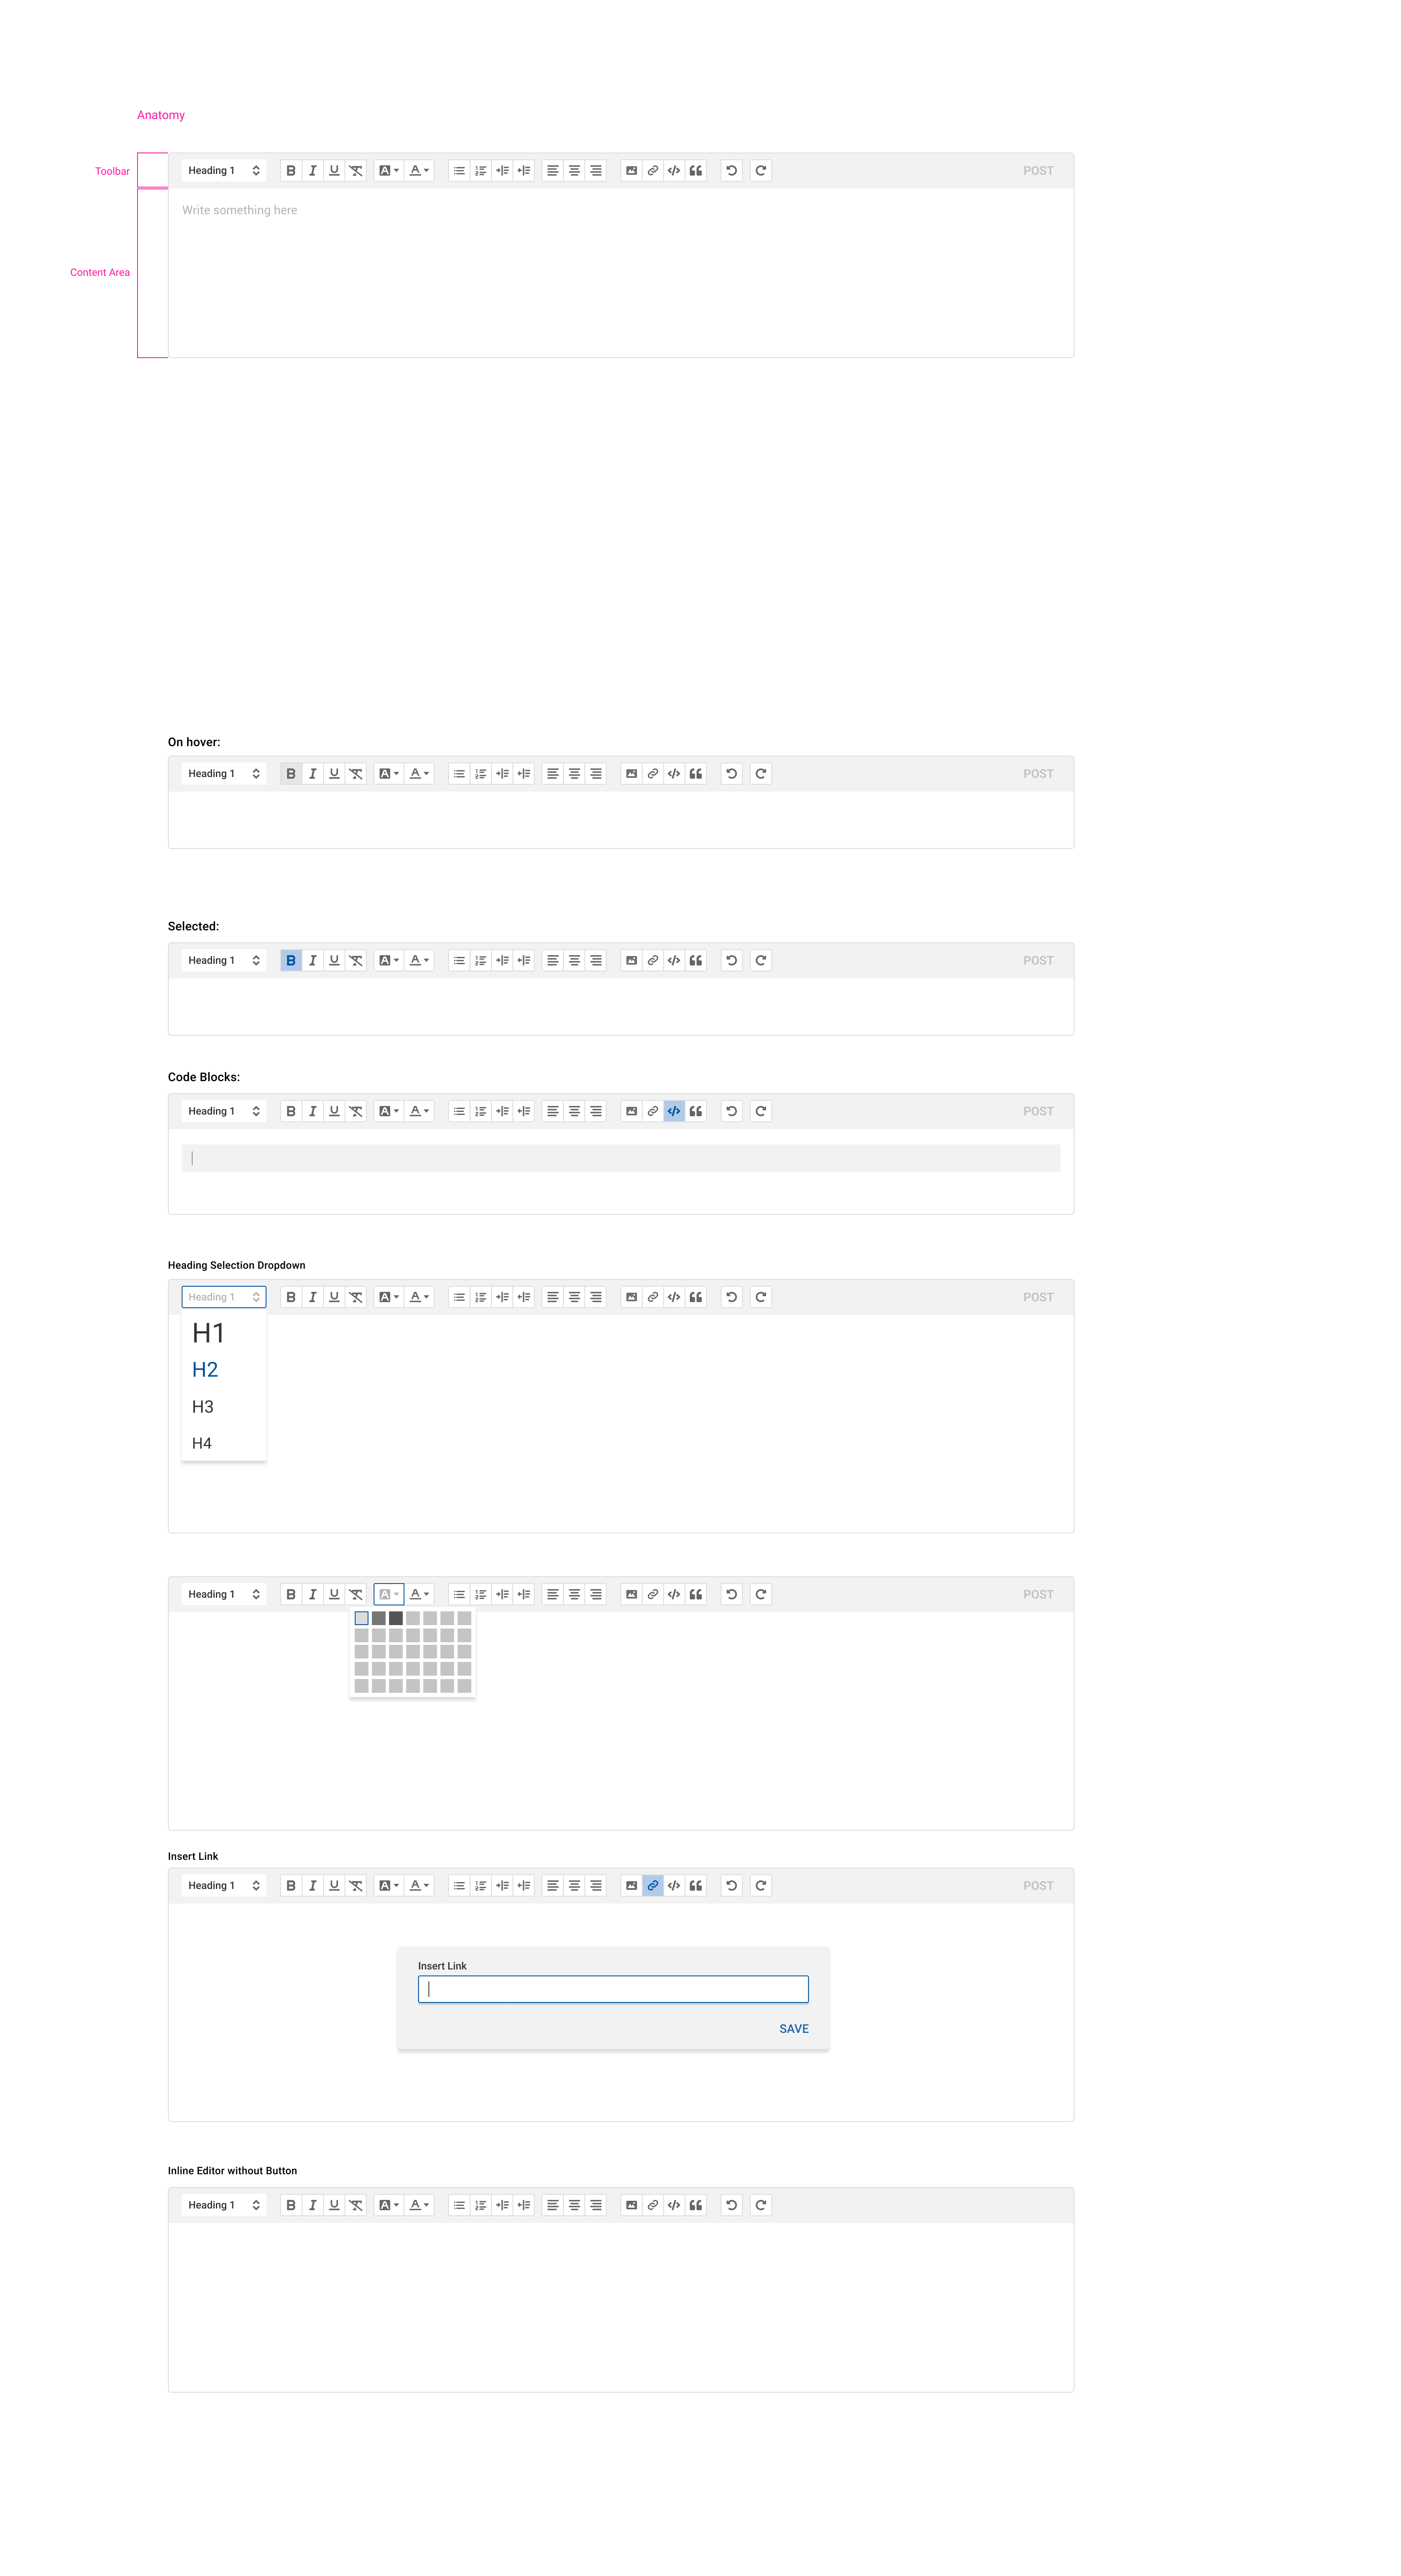 Anatomy
Toolbar
Heading 1 POST
Write something here
Content Area
On hover:
Heading 1 POST
Selected:
Heading 1 POST
Code Blocks:
Heading 1 POST
Heading Selection Dropdown
Heading 1 POST
H1
H2
H3
H4
Heading 1 POST
Insert Link
Heading 1 POST
Insert Link
SAVE
Inline Editor without Button
Heading 1